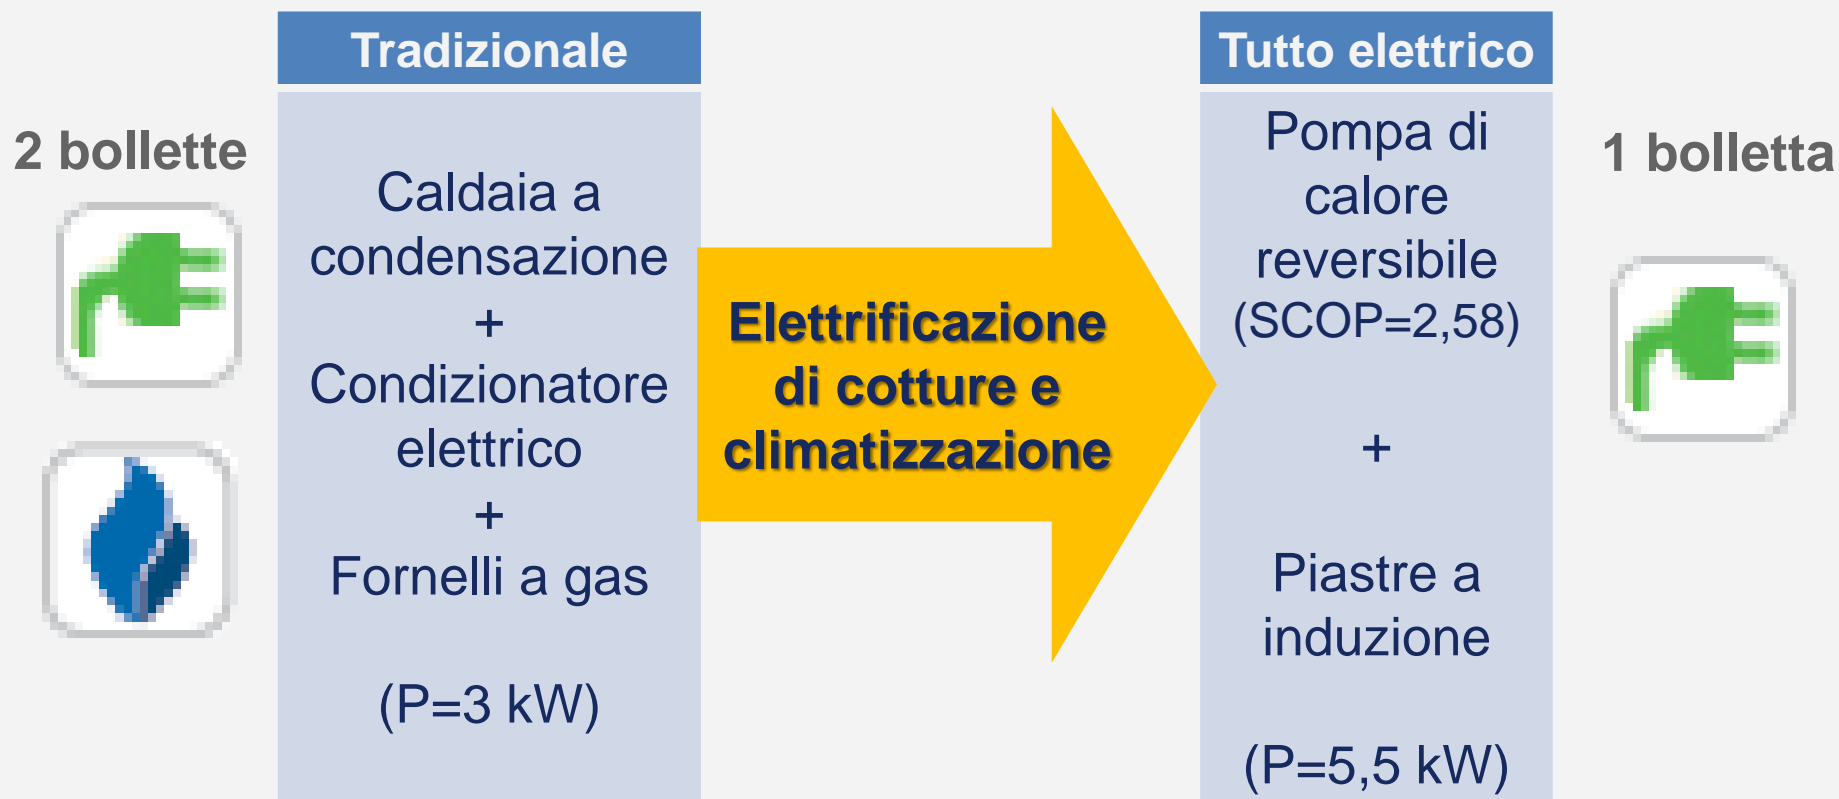 2 bollette
Tradizionale
Caldaia a
condensazione
+
Condizionatore
elettrico
+
Fornelli a gas
(P=3 kW)
Elettrificazione
di cotture e
climatizzazione
Tutto elettrico
Pompa di
calore
reversibile
(SCOP=2,58)
+
Piastre a
induzione
(P=5,5 kW)
1 bolletta